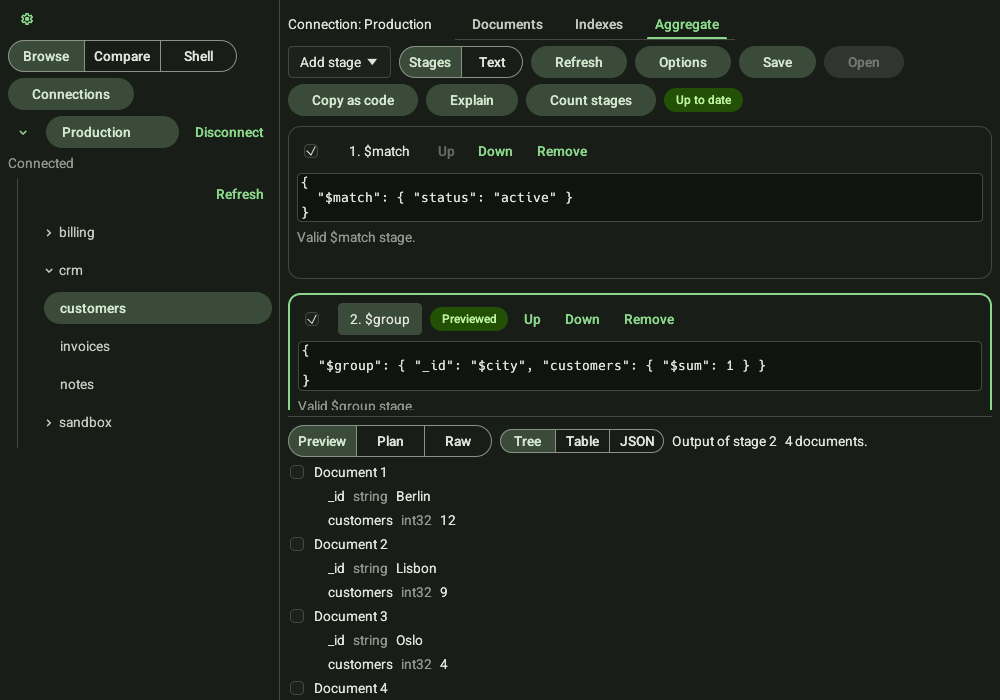 Browse Compare Shell
Connections
Production Disconnect
Connected
Refresh
billing
crm
customers
invoices
notes
sandbox
Connection: Production Documents Indexes Aggregate
Add stage Stages Text Refresh Options Save Open
Copy as code Explain Count stages Up to date
1. $match Up Down Remove
{
"$match": { "status": "active" }
}
Valid $match stage.
2. $group Previewed Up Down Remove
{
"$group": { "_id": "$city", "customers": { "$sum": 1 } }
}
Valid $group stage.
Preview Plan Raw Tree Table JSON Output of stage 2 4 documents.
Document 1
_id string Berlin
customers int32 12
Document 2
_id string Lisbon
customers int32 9
Document 3
_id string Oslo
customers int32 4
Document 4